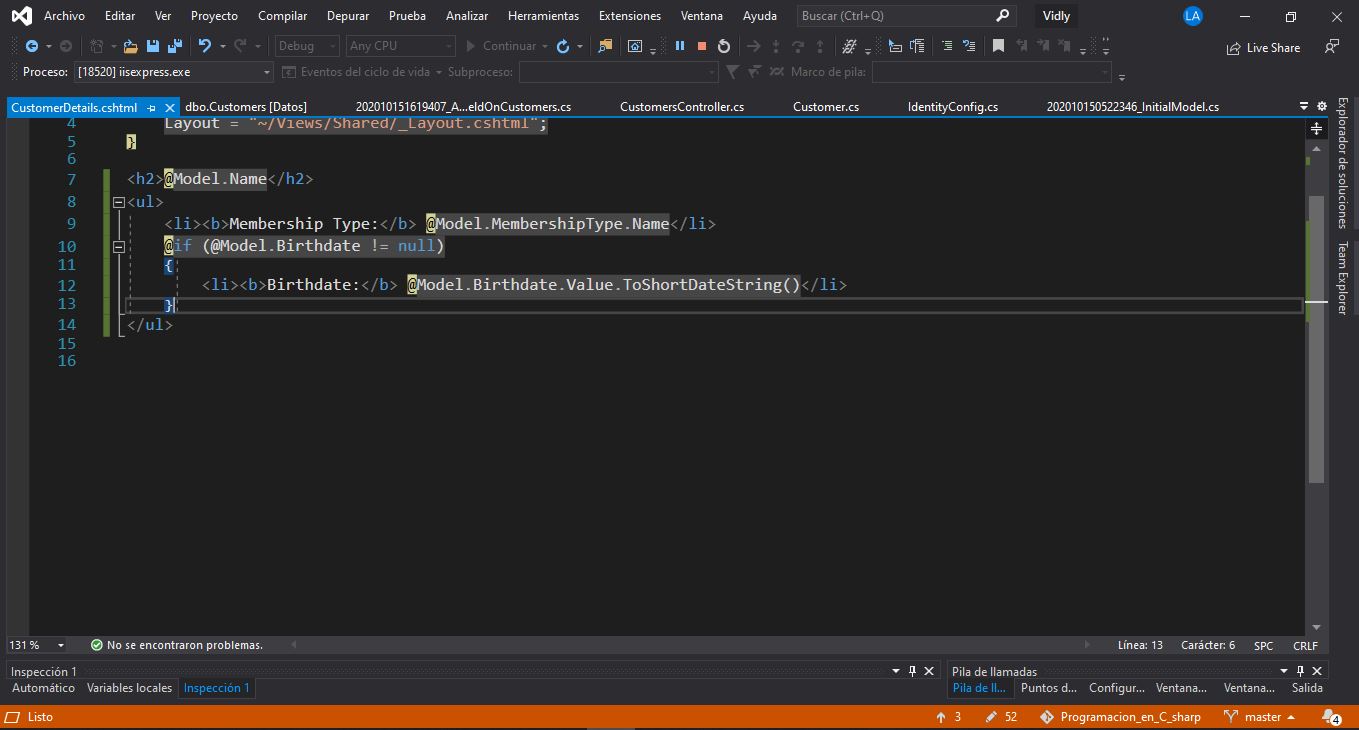 Archivo Editar Ver Proyecto Compilar Depurar Prueba Analizar Herramientas Extensiones Ventana Ayuda Buscar (Ctrl+Q) Vidly LA
Debug Any CPU Continuar Live Share
Proceso: [18520] iisexpress.exe Eventos del ciclo de vida Subproceso: Marco de pila:
CustomerDetails.cshtml dbo.Customers [Datos] 202010151619407_A...eldOnCustomers.cs CustomersController.cs Customer.cs IdentityConfig.cs 202010150522346_InitialModel.cs
4 Layout = "~/Views/Shared/_Layout.cshtml";
5 }
6
7 <h2>@Model.Name</h2>
8 <ul>
9 <li><b>Membership Type:</b> @Model.MembershipType.Name</li>
10 @if (@Model.Birthdate != null)
11 {
12 <li><b>Birthdate:</b> @Model.Birthdate.Value.ToShortDateString()</li>
13 }
14 </ul>
15
16
Explorador de soluciones
Team Explorer
131 % No se encontraron problemas. Línea: 13 Carácter: 6 SPC CRLF
Inspección 1 Pila de llamadas
Automático Variables locales Inspección 1 Pila de ll... Puntos d... Configur... Ventana... Ventana... Salida
Listo 3 52 Programacion_en_C_sharp master 4